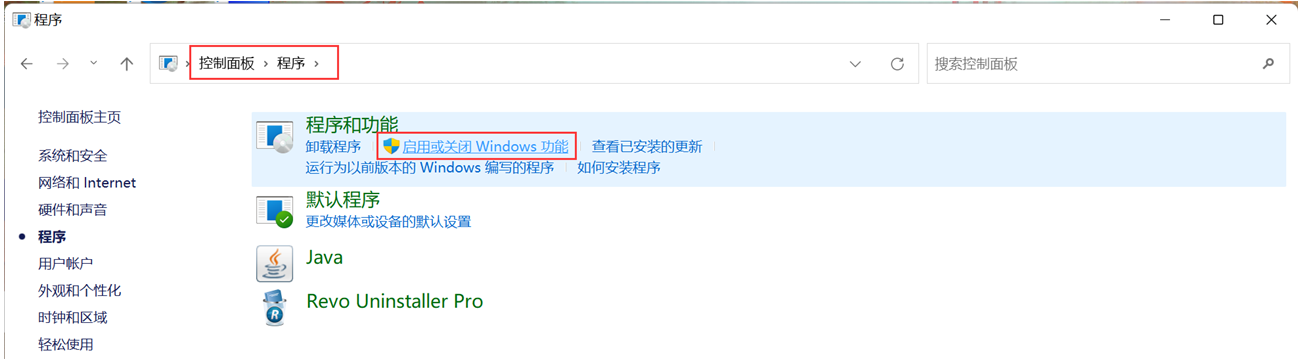 程序
控制面板 › 程序 ›
搜索控制面板
控制面板主页
系统和安全
网络和 Internet
硬件和声音
程序
用户帐户
外观和个性化
时钟和区域
轻松使用
程序和功能
卸载程序 启用或关闭 Windows 功能 查看已安装的更新
运行为以前版本的 Windows 编写的程序 如何安装程序
默认程序
更改媒体或设备的默认设置
Java
Revo Uninstaller Pro